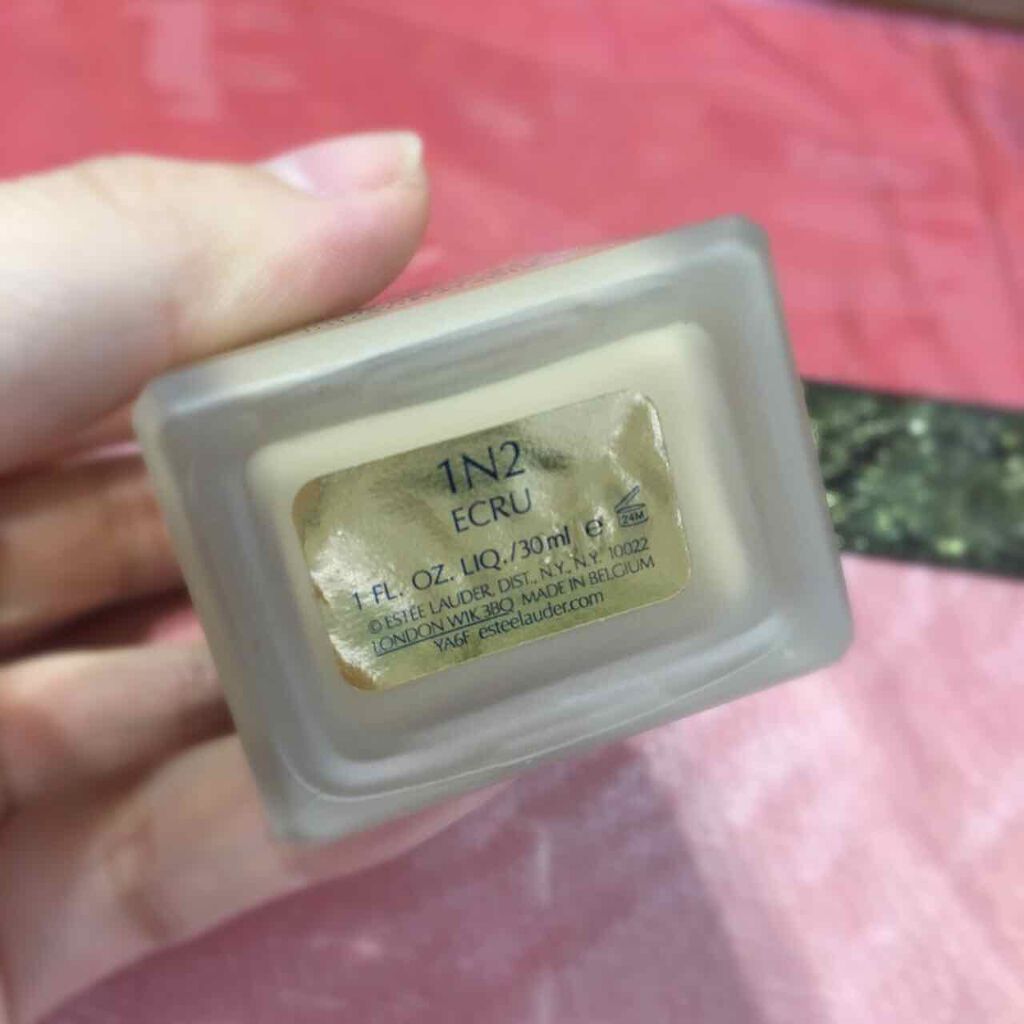 1N2
ECRU
1 FL. OZ. LIQ./30 ml e 24M
© ESTÉE LAUDER, DIST., N.Y., N.Y. 10022
LONDON W1K 3BQ MADE IN BELGIUM
YA6F esteelauder.com